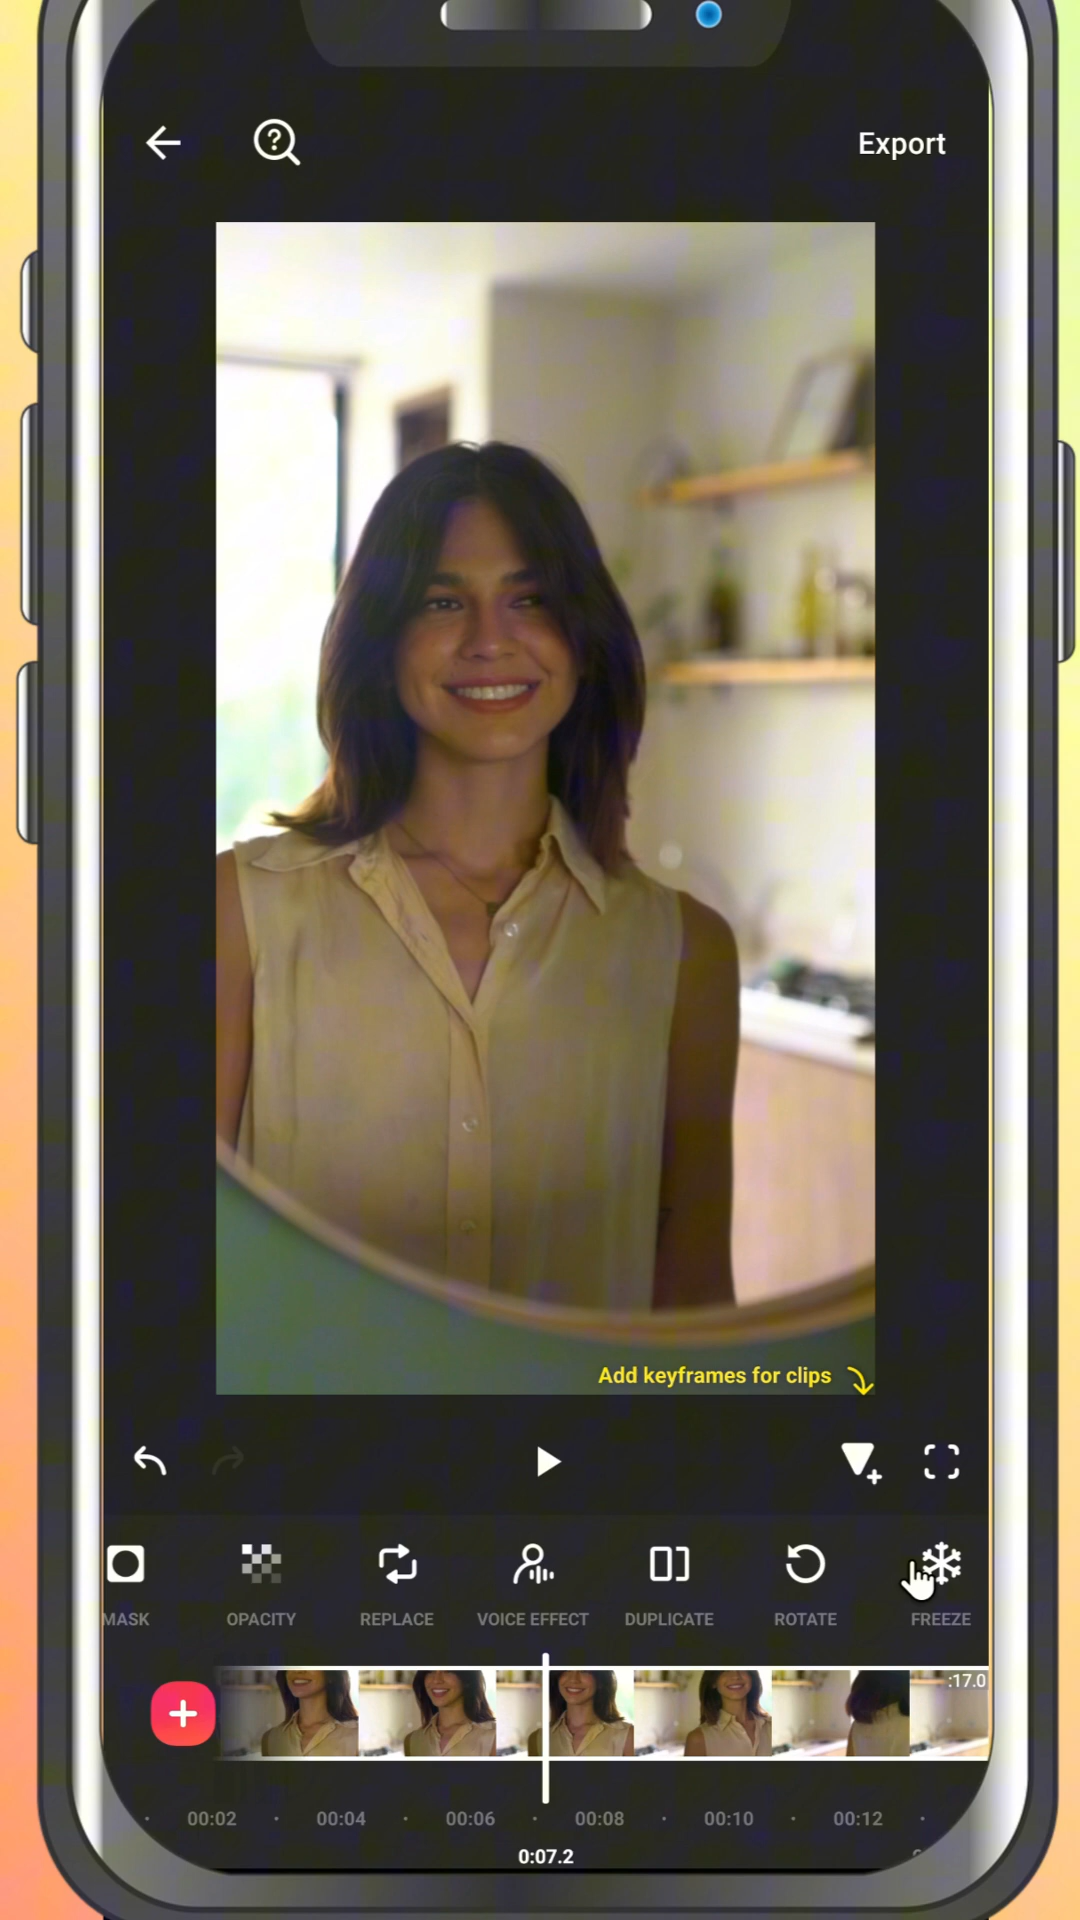 Export
Add keyframes for clips
MASK OPACITY REPLACE VOICE EFFECT DUPLICATE ROTATE FREEZE
:17.0
00:02 00:04 00:06 00:08 00:10 00:12
0:07.2